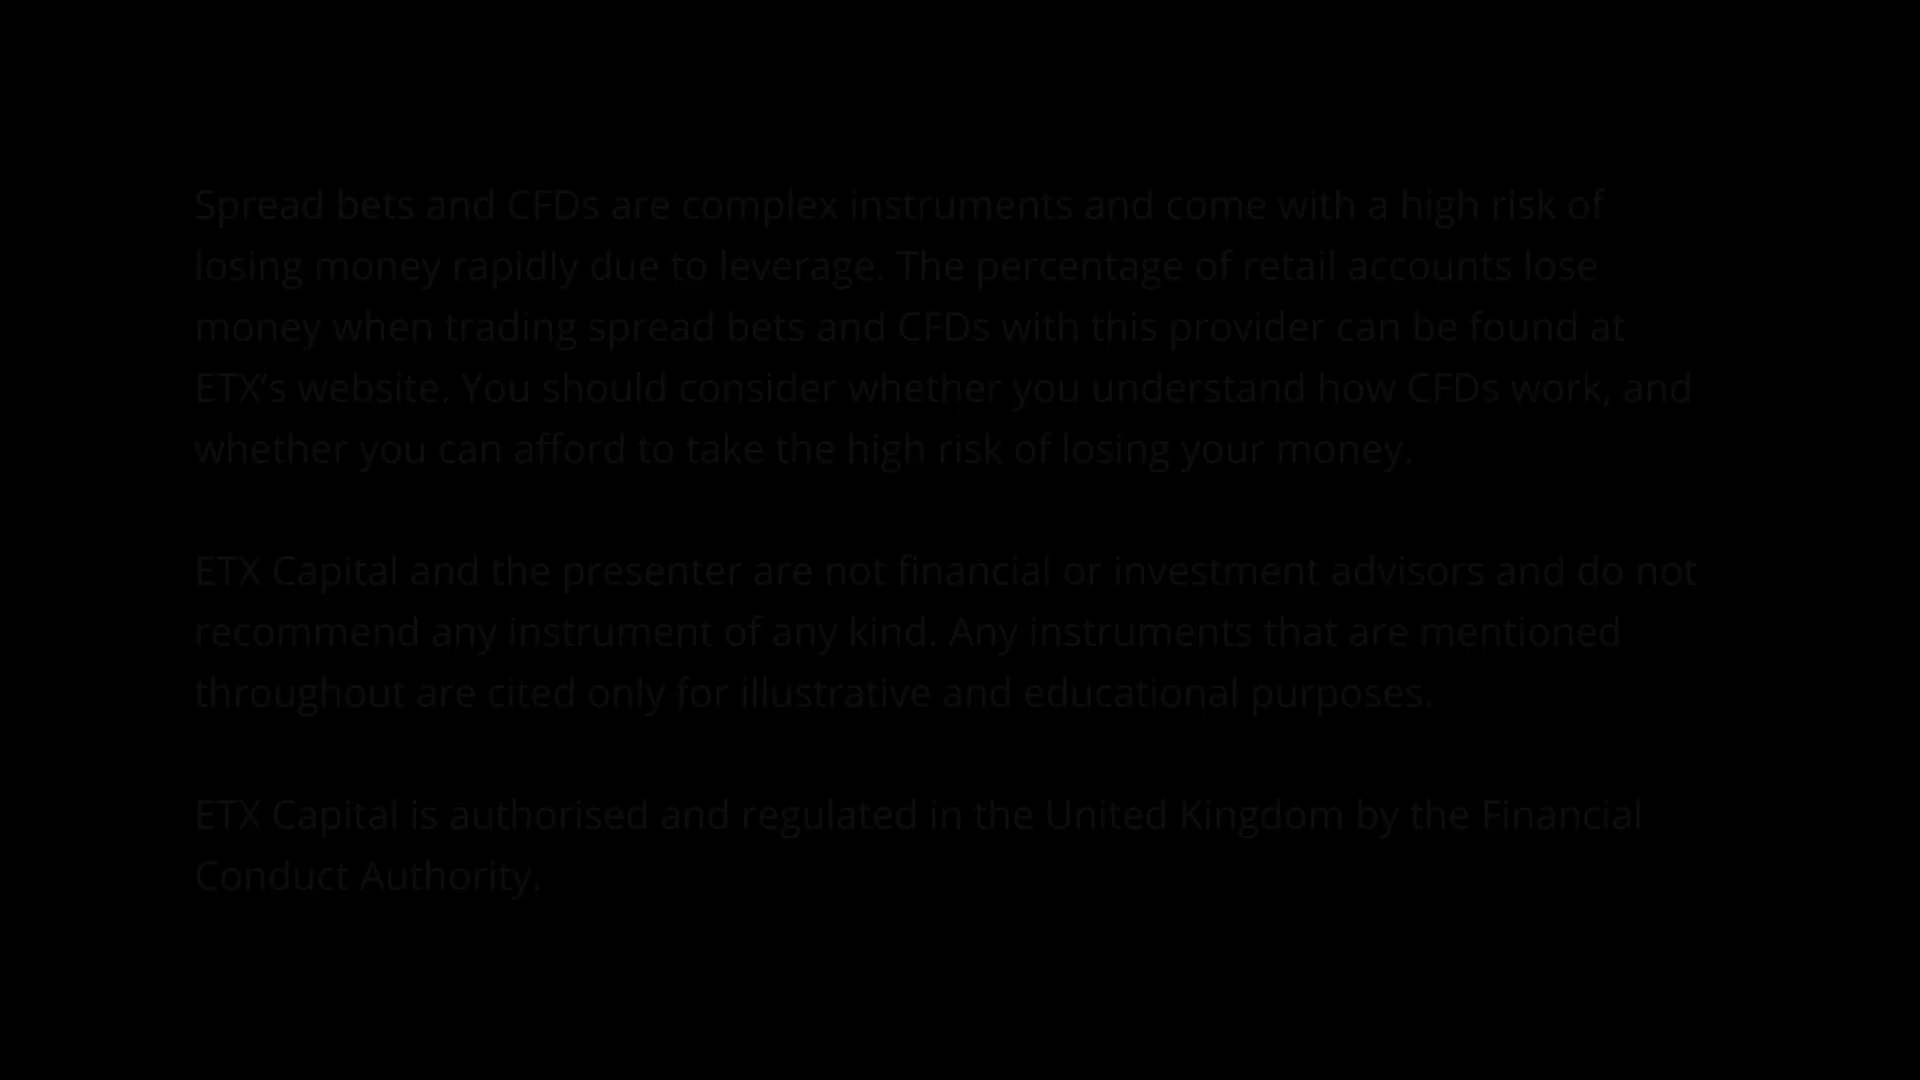 Spread bets and CFDs are complex instruments and come with a high risk of
losing money rapidly due to leverage. The percentage of retail accounts lose
money when trading spread bets and CFDs with this provider can be found at
ETX’s website. You should consider whether you understand how CFDs work, and
whether you can afford to take the high risk of losing your money.
ETX Capital and the presenter are not financial or investment advisors and do not
recommend any instrument of any kind. Any instruments that are mentioned
throughout are cited only for illustrative and educational purposes.
ETX Capital is authorised and regulated in the United Kingdom by the Financial
Conduct Authority.